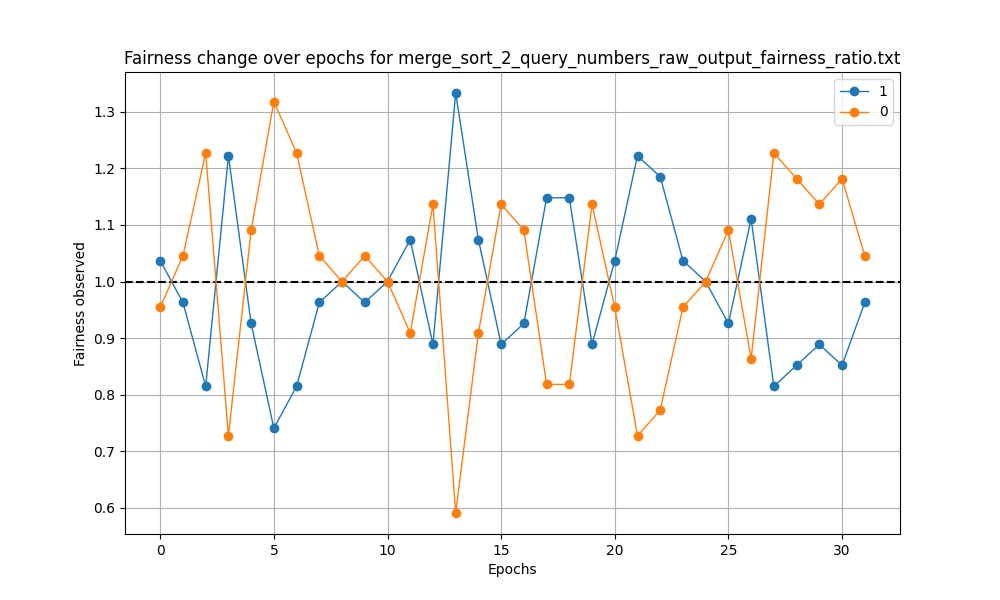 Fairness change over epochs for merge_sort_2_query_numbers_raw_output_fairness_ratio.txt
1
0
Fairness observed
1.3
1.2
1.1
1.0
0.9
0.8
0.7
0.6
0 5 10 15 20 25 30
Epochs